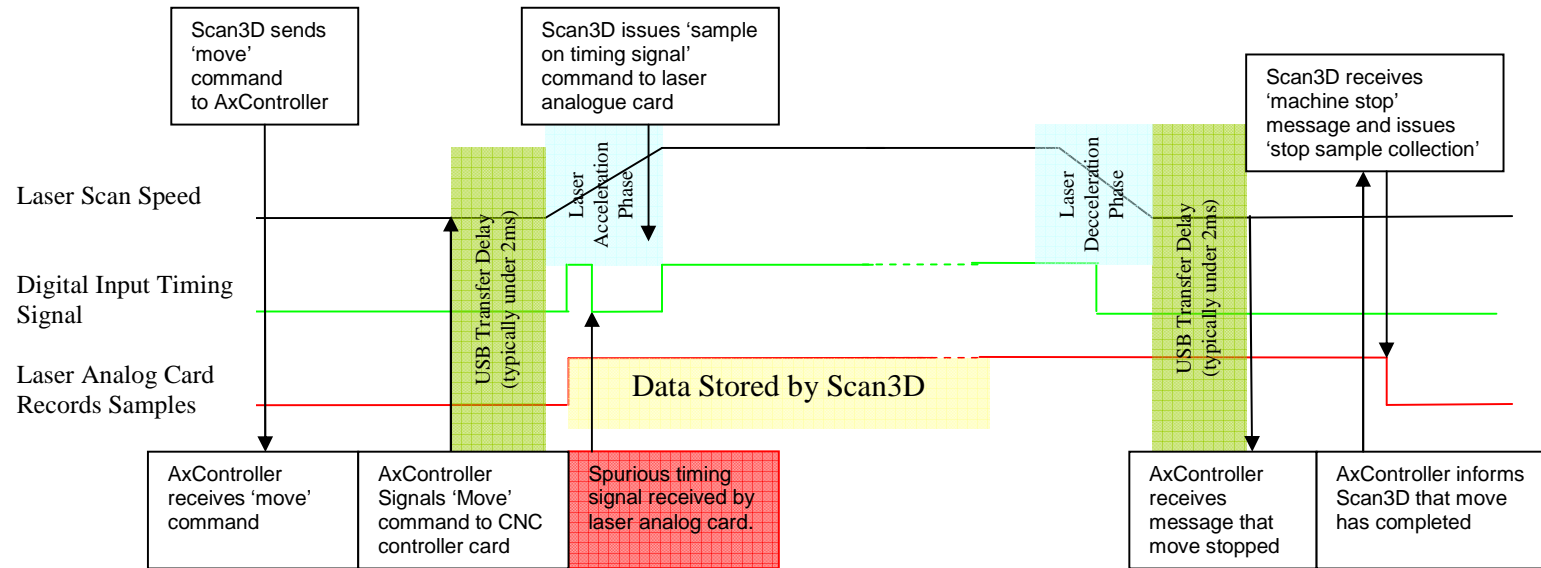 Scan3D sends
‘move’
command
to AxController
Scan3D issues ‘sample
on timing signal’
command to laser
analogue card
Scan3D receives
‘machine stop’
message and issues
‘stop sample collection’
Laser Scan Speed
Digital Input Timing
Signal
Laser Analog Card
Records Samples
USB Transfer Delay
(typically under 2ms)
Laser
Acceleration
Phase
Laser
Decceleration
Phase
USB Transfer Delay
(typically under 2ms)
Data Stored by Scan3D
AxController
receives ‘move’
command
AxController
Signals ‘Move’
command to CNC
controller card
Spurious timing
signal received by
laser analog card.
AxController
receives
message that
move stopped
AxController informs
Scan3D that move
has completed